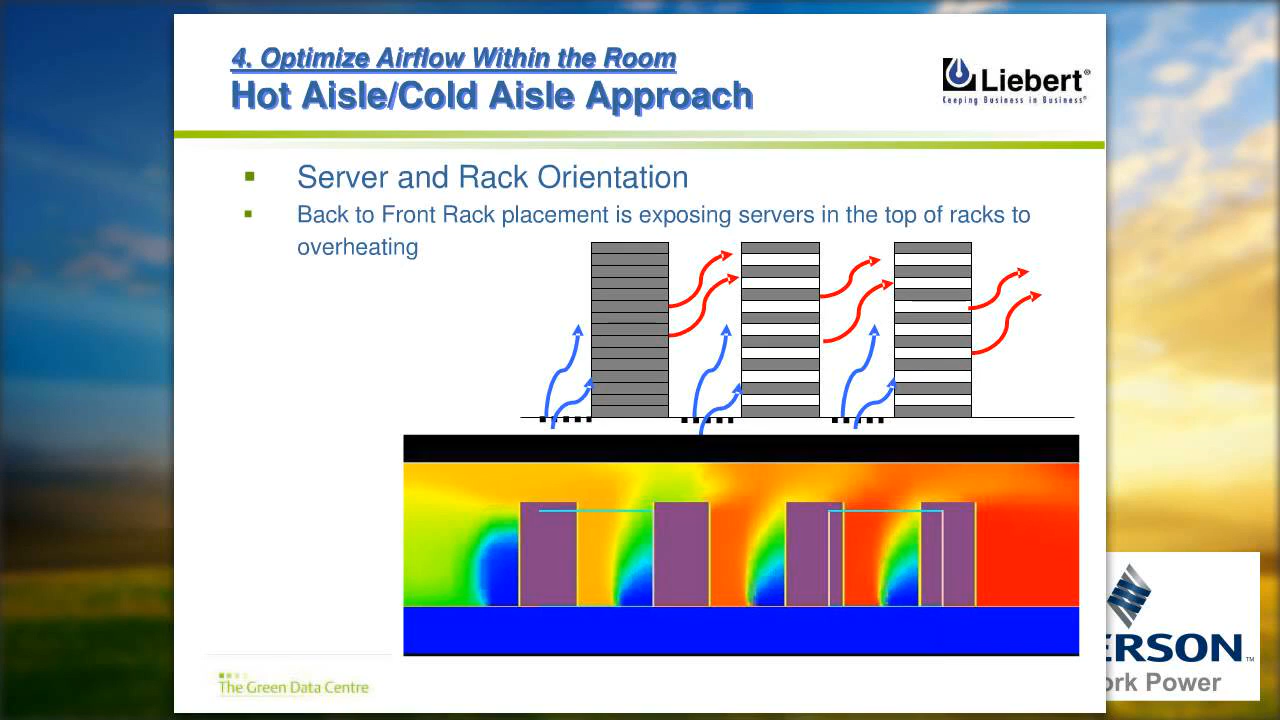 4. Optimize Airflow Within the Room
Hot Aisle/Cold Aisle Approach
Liebert®
Keeping Business in Business®
▪ Server and Rack Orientation
▪ Back to Front Rack placement is exposing servers in the top of racks to
overheating
The Green Data Centre
ERSON™
ork Power